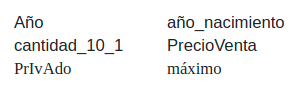 Año año_nacimiento
cantidad_10_1 PrecioVenta
PrIvAdo máximo